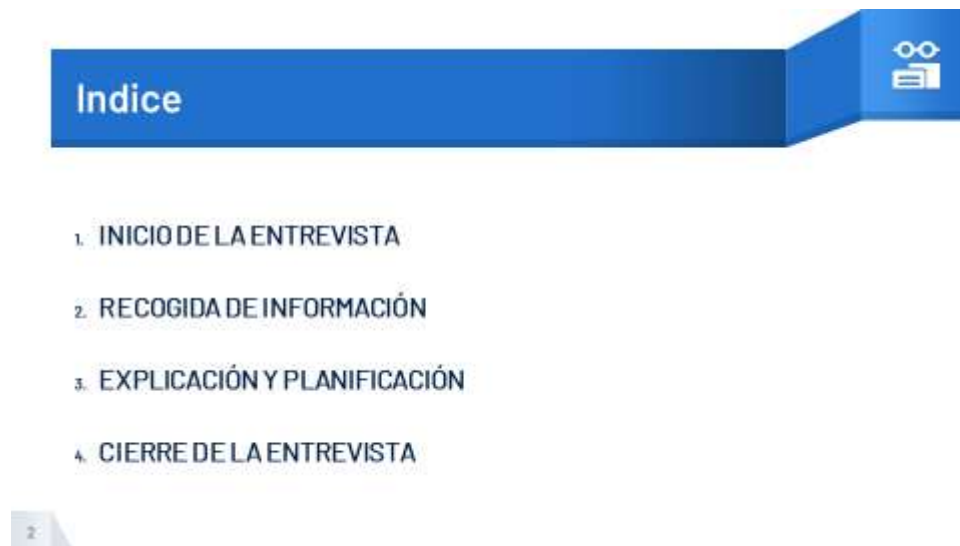 Indice
1. INICIO DE LA ENTREVISTA
2. RECOGIDA DE INFORMACIÓN
3. EXPLICACIÓN Y PLANIFICACIÓN
4. CIERRE DE LA ENTREVISTA
2